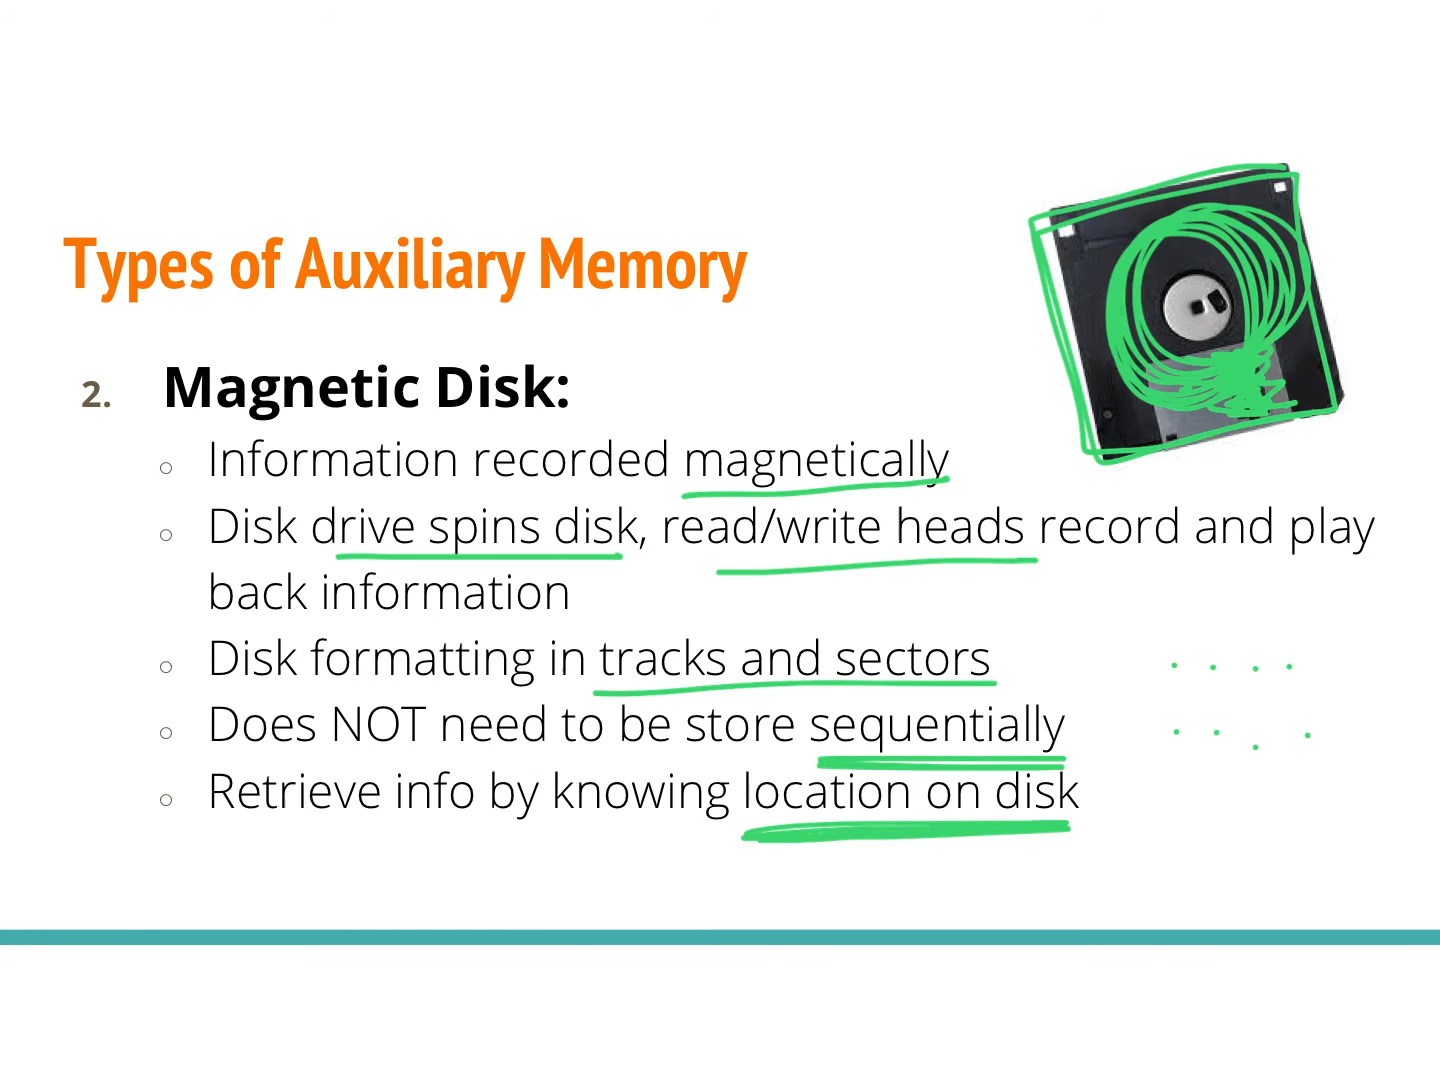 Types of Auxiliary Memory
2. Magnetic Disk:
○ Information recorded magnetically
○ Disk drive spins disk, read/write heads record and play
back information
○ Disk formatting in tracks and sectors
○ Does NOT need to be store sequentially
○ Retrieve info by knowing location on disk